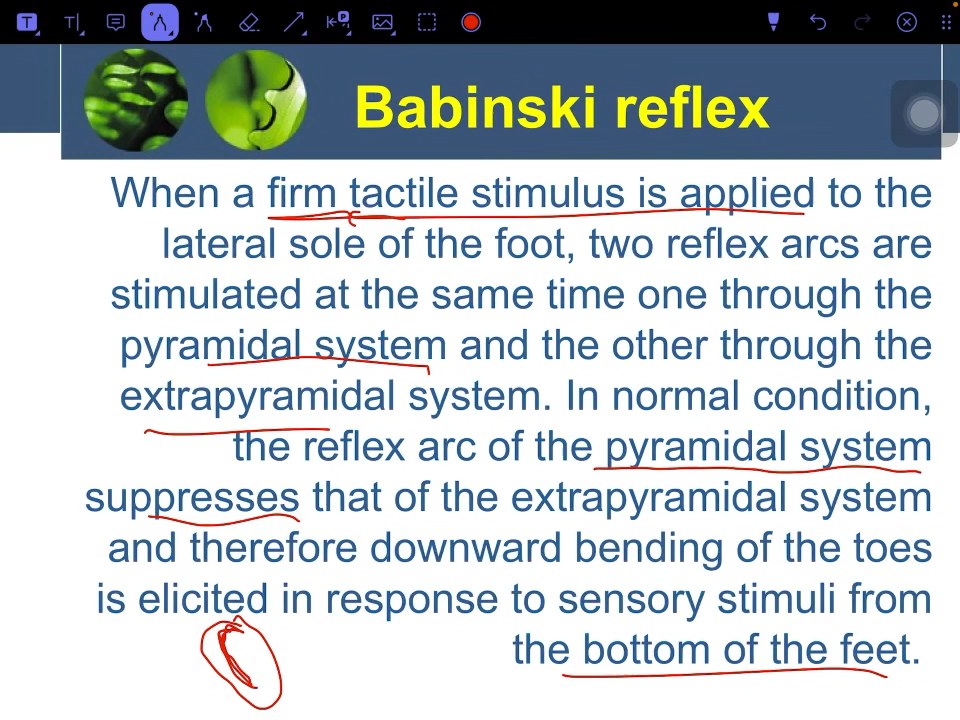 Babinski reflex
When a firm tactile stimulus is applied to the
lateral sole of the foot, two reflex arcs are
stimulated at the same time one through the
pyramidal system and the other through the
extrapyramidal system. In normal condition,
the reflex arc of the pyramidal system
suppresses that of the extrapyramidal system
and therefore downward bending of the toes
is elicited in response to sensory stimuli from
the bottom of the feet.